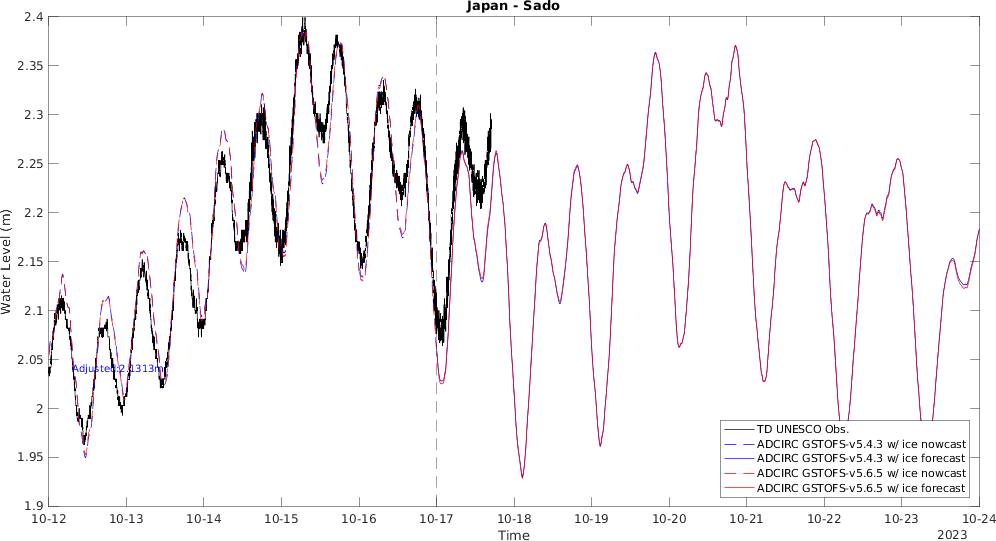 Japan - Sado
2.4
2.35
2.3
2.25
2.2
2.15
2.1
2.05
2
1.95
1.9
Water Level (m)
Adjusted:2.1313m
TD UNESCO Obs.
ADCIRC GSTOFS-v5.4.3 w/ ice nowcast
ADCIRC GSTOFS-v5.4.3 w/ ice forecast
ADCIRC GSTOFS-v5.6.5 w/ ice nowcast
ADCIRC GSTOFS-v5.6.5 w/ ice forecast
10-12 10-13 10-14 10-15 10-16 10-17 10-18 10-19 10-20 10-21 10-22 10-23 10-24
Time
2023